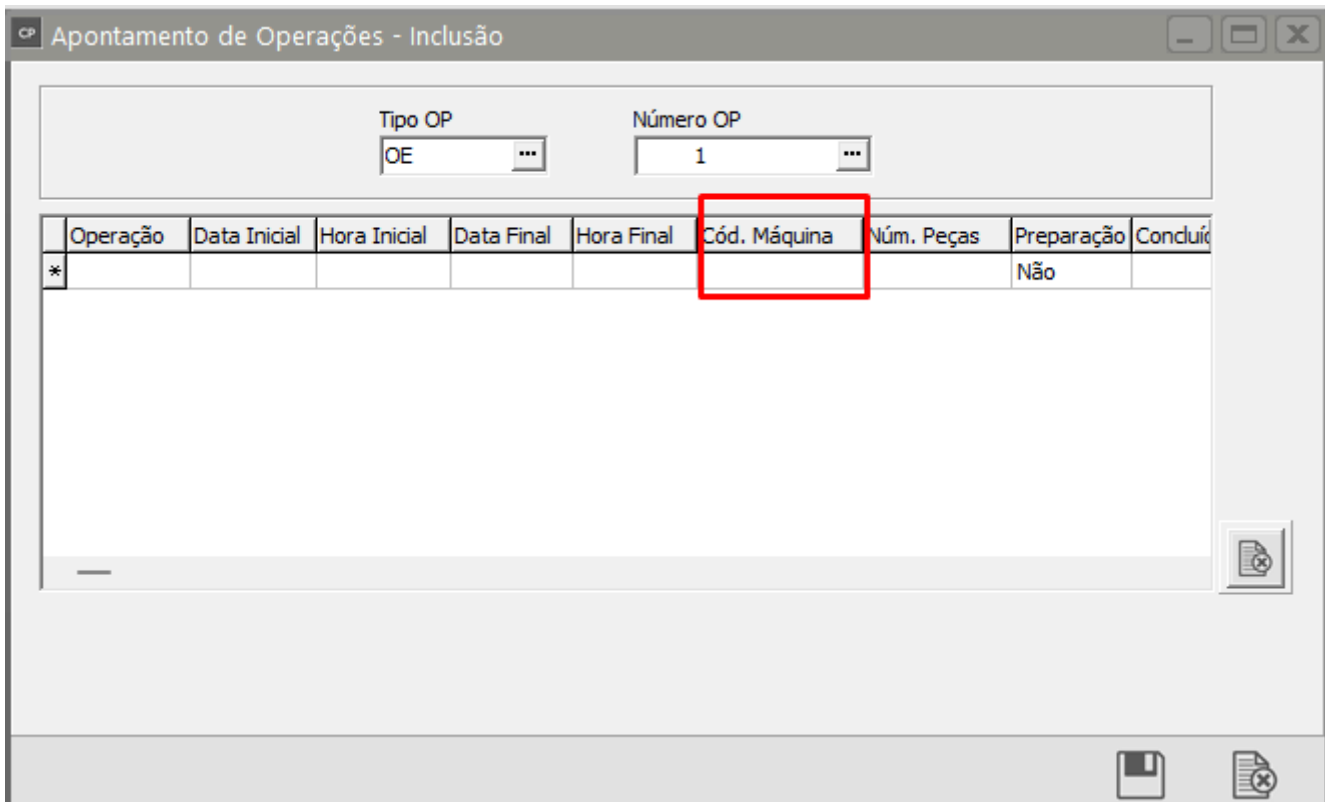 CP Apontamento de Operações - Inclusão
Tipo OP Número OP
OE ... 1 ...
Operação Data Inicial Hora Inicial Data Final Hora Final Cód. Máquina Núm. Peças Preparação Concluíd
* Não